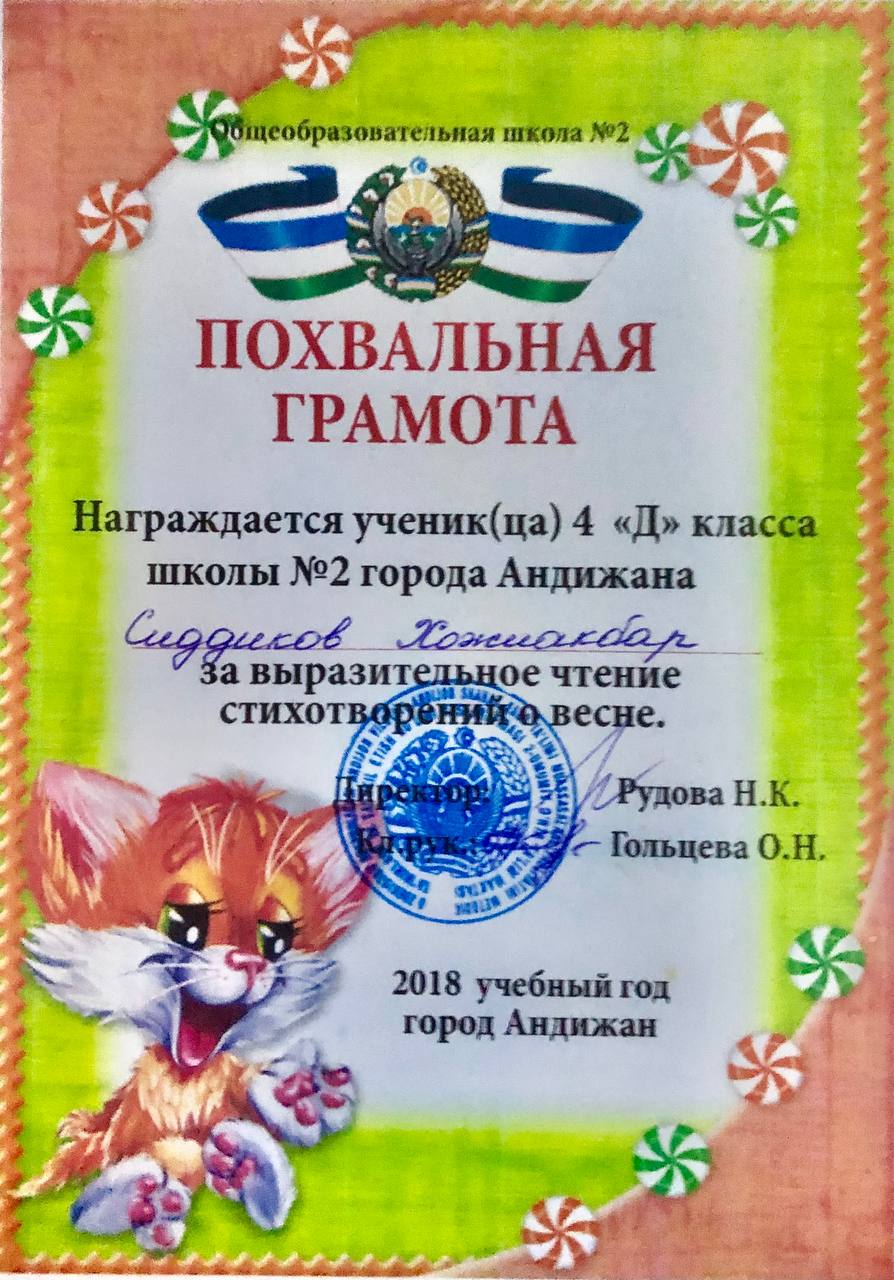 Общеобразовательная школа №2
ПОХВАЛЬНАЯ
ГРАМОТА
Награждается ученик(ца) 4 «Д» класса
школы №2 города Андижана
Сиддиков Хожиакбар
за выразительное чтение
стихотворений о весне.
Директор: Рудова Н.К.
Кл.рук.: Гольцева О.Н.
2018 учебный год
город Андижан